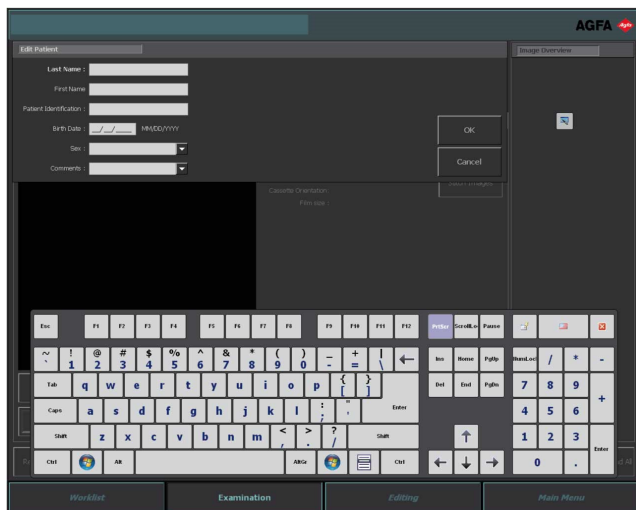 AGFA
Edit Patient
Image Overview
Last Name :
First Name
Patient Identification :
Birth Date : __/__/____ MM/DD/YYYY
OK
Sex :
Cancel
Comments :
Cassette Orientation
Film size :
Esc F1 F2 F3 F4 F5 F6 F7 F8 F9 F10 F11 F12 PrtScr ScrollLo Pause
~ ! @ # $ % ^ & * ( ) _ + |
` 1 2 3 4 5 6 7 8 9 0 - = \ ← Ins Home PgUp NumLock / * -
Tab q w e r t y u i o p { [ } ] Del End PgDn 7 8 9 +
Caps a s d f g h j k l : ; " ' Enter 4 5 6
Shift z x c v b n m < , > . ? / Shift ↑ 1 2 3 Enter
Ctrl Alt AltGr Ctrl ← ↓ → 0 .
Worklist Examination Editing Main Menu